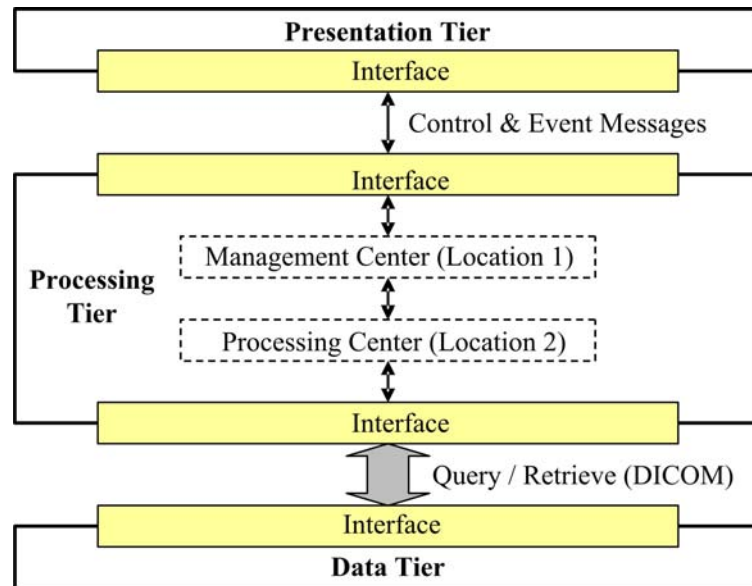 Presentation Tier
Interface
Control & Event Messages
Interface
Management Center (Location 1)
Processing
Tier
Processing Center (Location 2)
Interface
Query / Retrieve (DICOM)
Interface
Data Tier